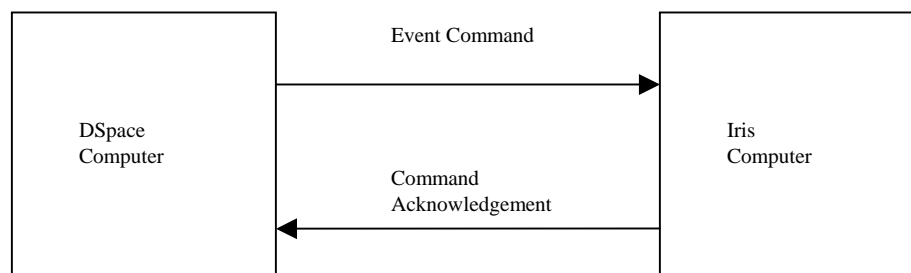 Event Command
DSpace
Computer
Iris
Computer
Command
Acknowledgement